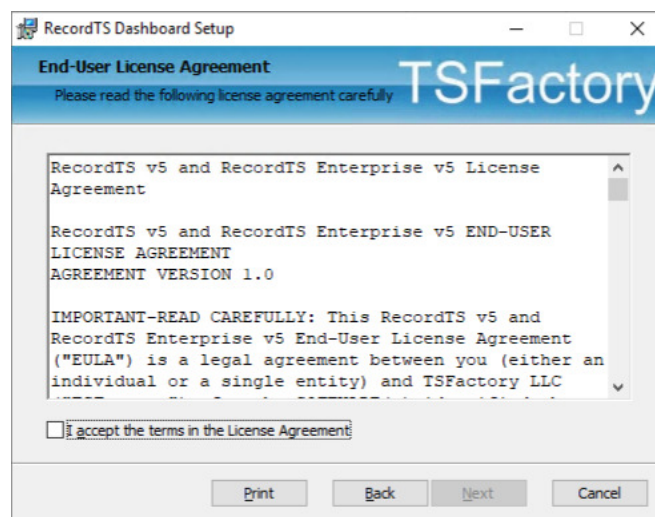 RecordTS Dashboard Setup
End-User License Agreement
Please read the following license agreement carefully
TSFactory
RecordTS v5 and RecordTS Enterprise v5 License
Agreement
RecordTS v5 and RecordTS Enterprise v5 END-USER
LICENSE AGREEMENT
AGREEMENT VERSION 1.0
IMPORTANT-READ CAREFULLY: This RecordTS v5 and
RecordTS Enterprise v5 End-User License Agreement
("EULA") is a legal agreement between you (either an
individual or a single entity) and TSFactory LLC
I accept the terms in the License Agreement
Print
Back
Next
Cancel